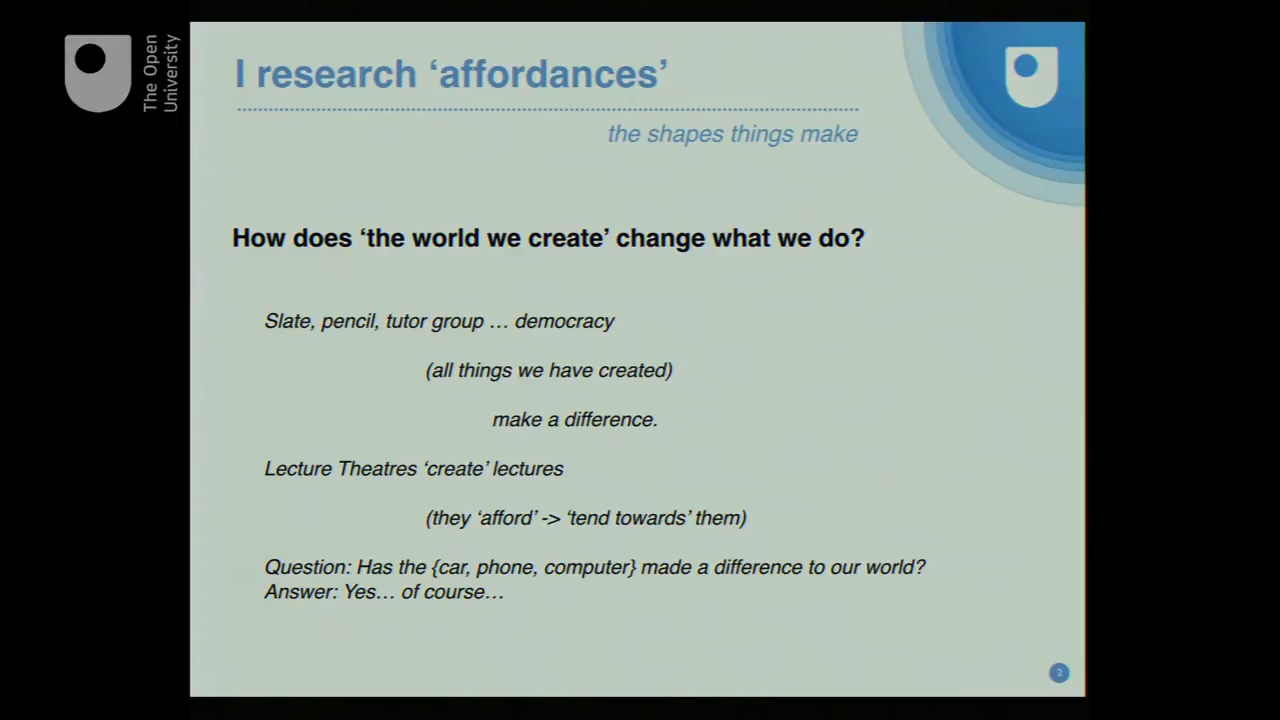 The Open
University
I research ‘affordances’
the shapes things make
How does ‘the world we create’ change what we do?
Slate, pencil, tutor group … democracy
(all things we have created)
make a difference.
Lecture Theatres ‘create’ lectures
(they ‘afford’ -> ‘tend towards’ them)
Question: Has the {car, phone, computer} made a difference to our world?
Answer: Yes… of course…
2